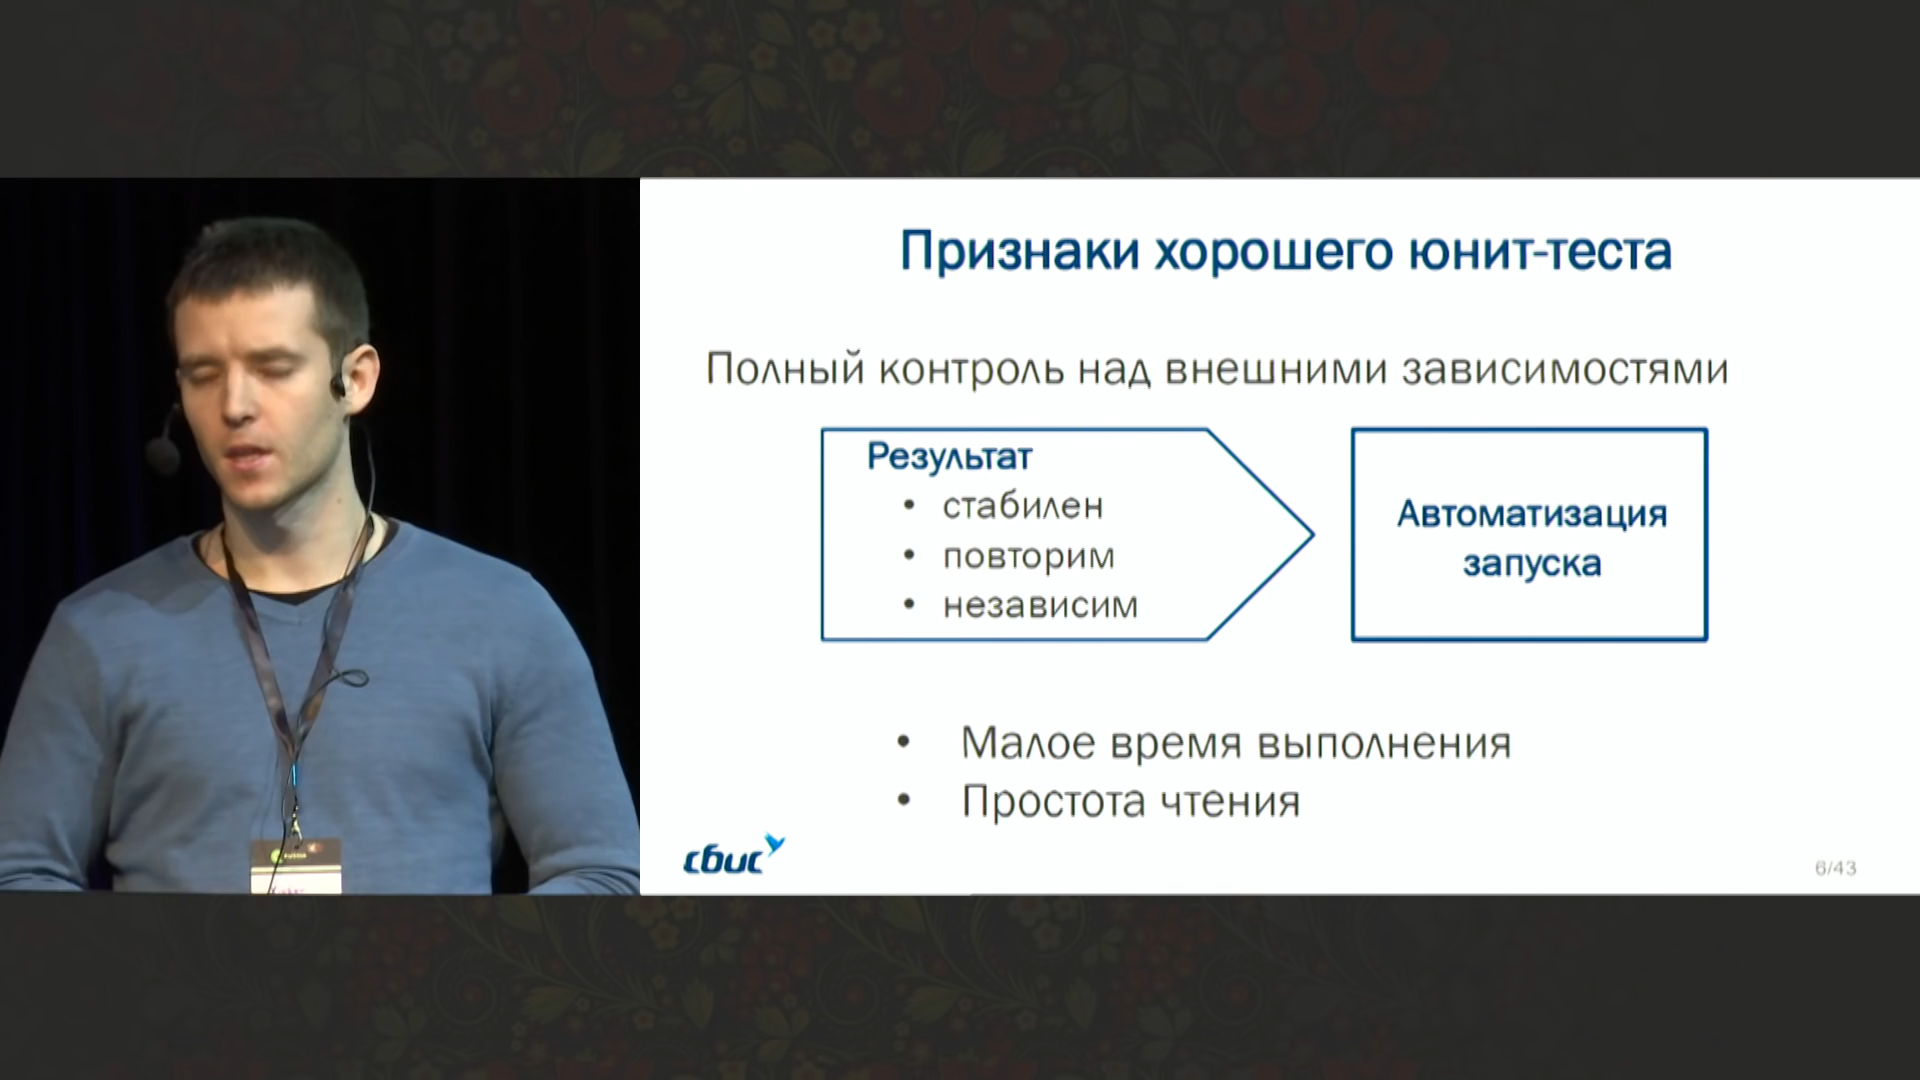 Признаки хорошего юнит-теста
Полный контроль над внешними зависимостями
Результат
• стабилен
• повторим
• независим
Автоматизация
запуска
• Малое время выполнения
• Простота чтения
сбис
6/43